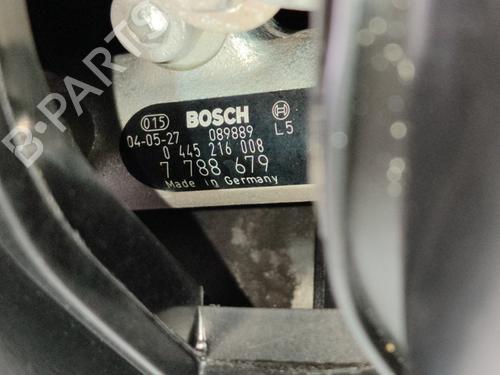 B-PARTS
015 BOSCH
04-05-27 089889 L5
0 445 216 008
7 788 679
Made in Germany